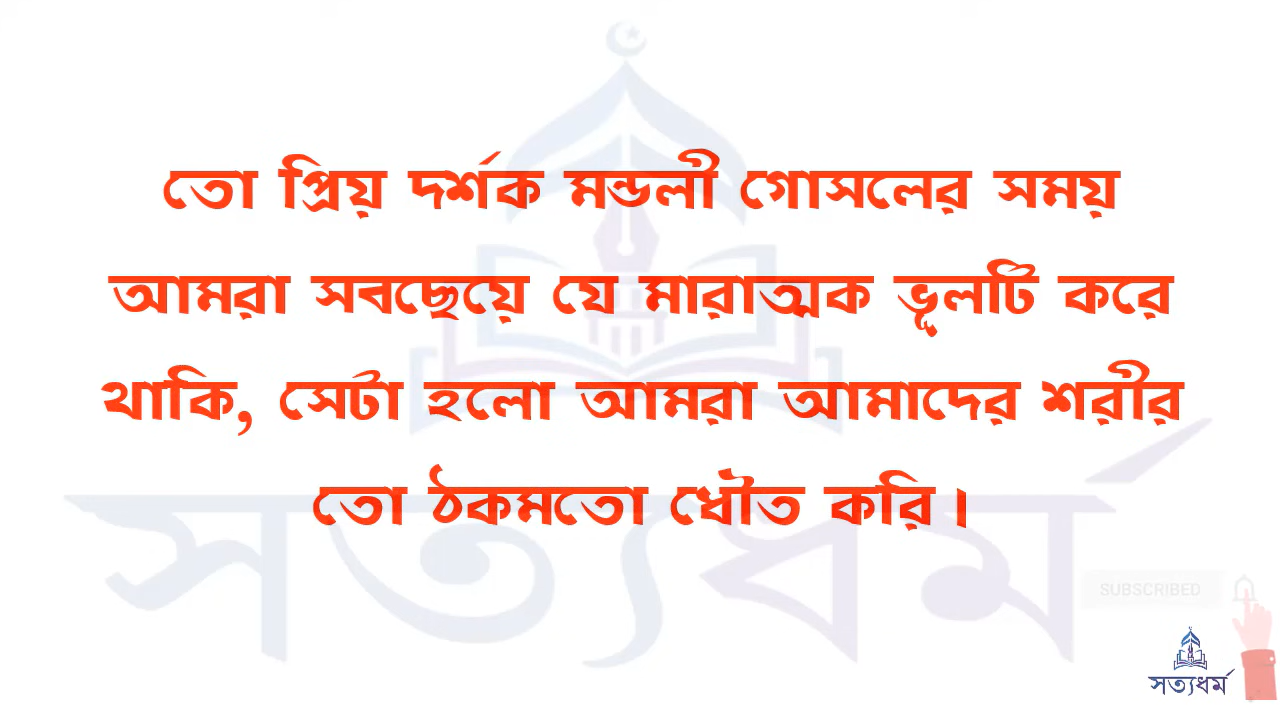 তো প্রিয় দর্শক মন্ডলী গোসলের সময়
আমরা সবছেয়ে যে মারাত্মক ভূলটি করে
থাকি, সেটা হলো আমরা আমাদের শরীর
তো ঠকমতো ধৌত করি।
সত্যধর্ম
SUBSCRIBED
সত্যধর্ম